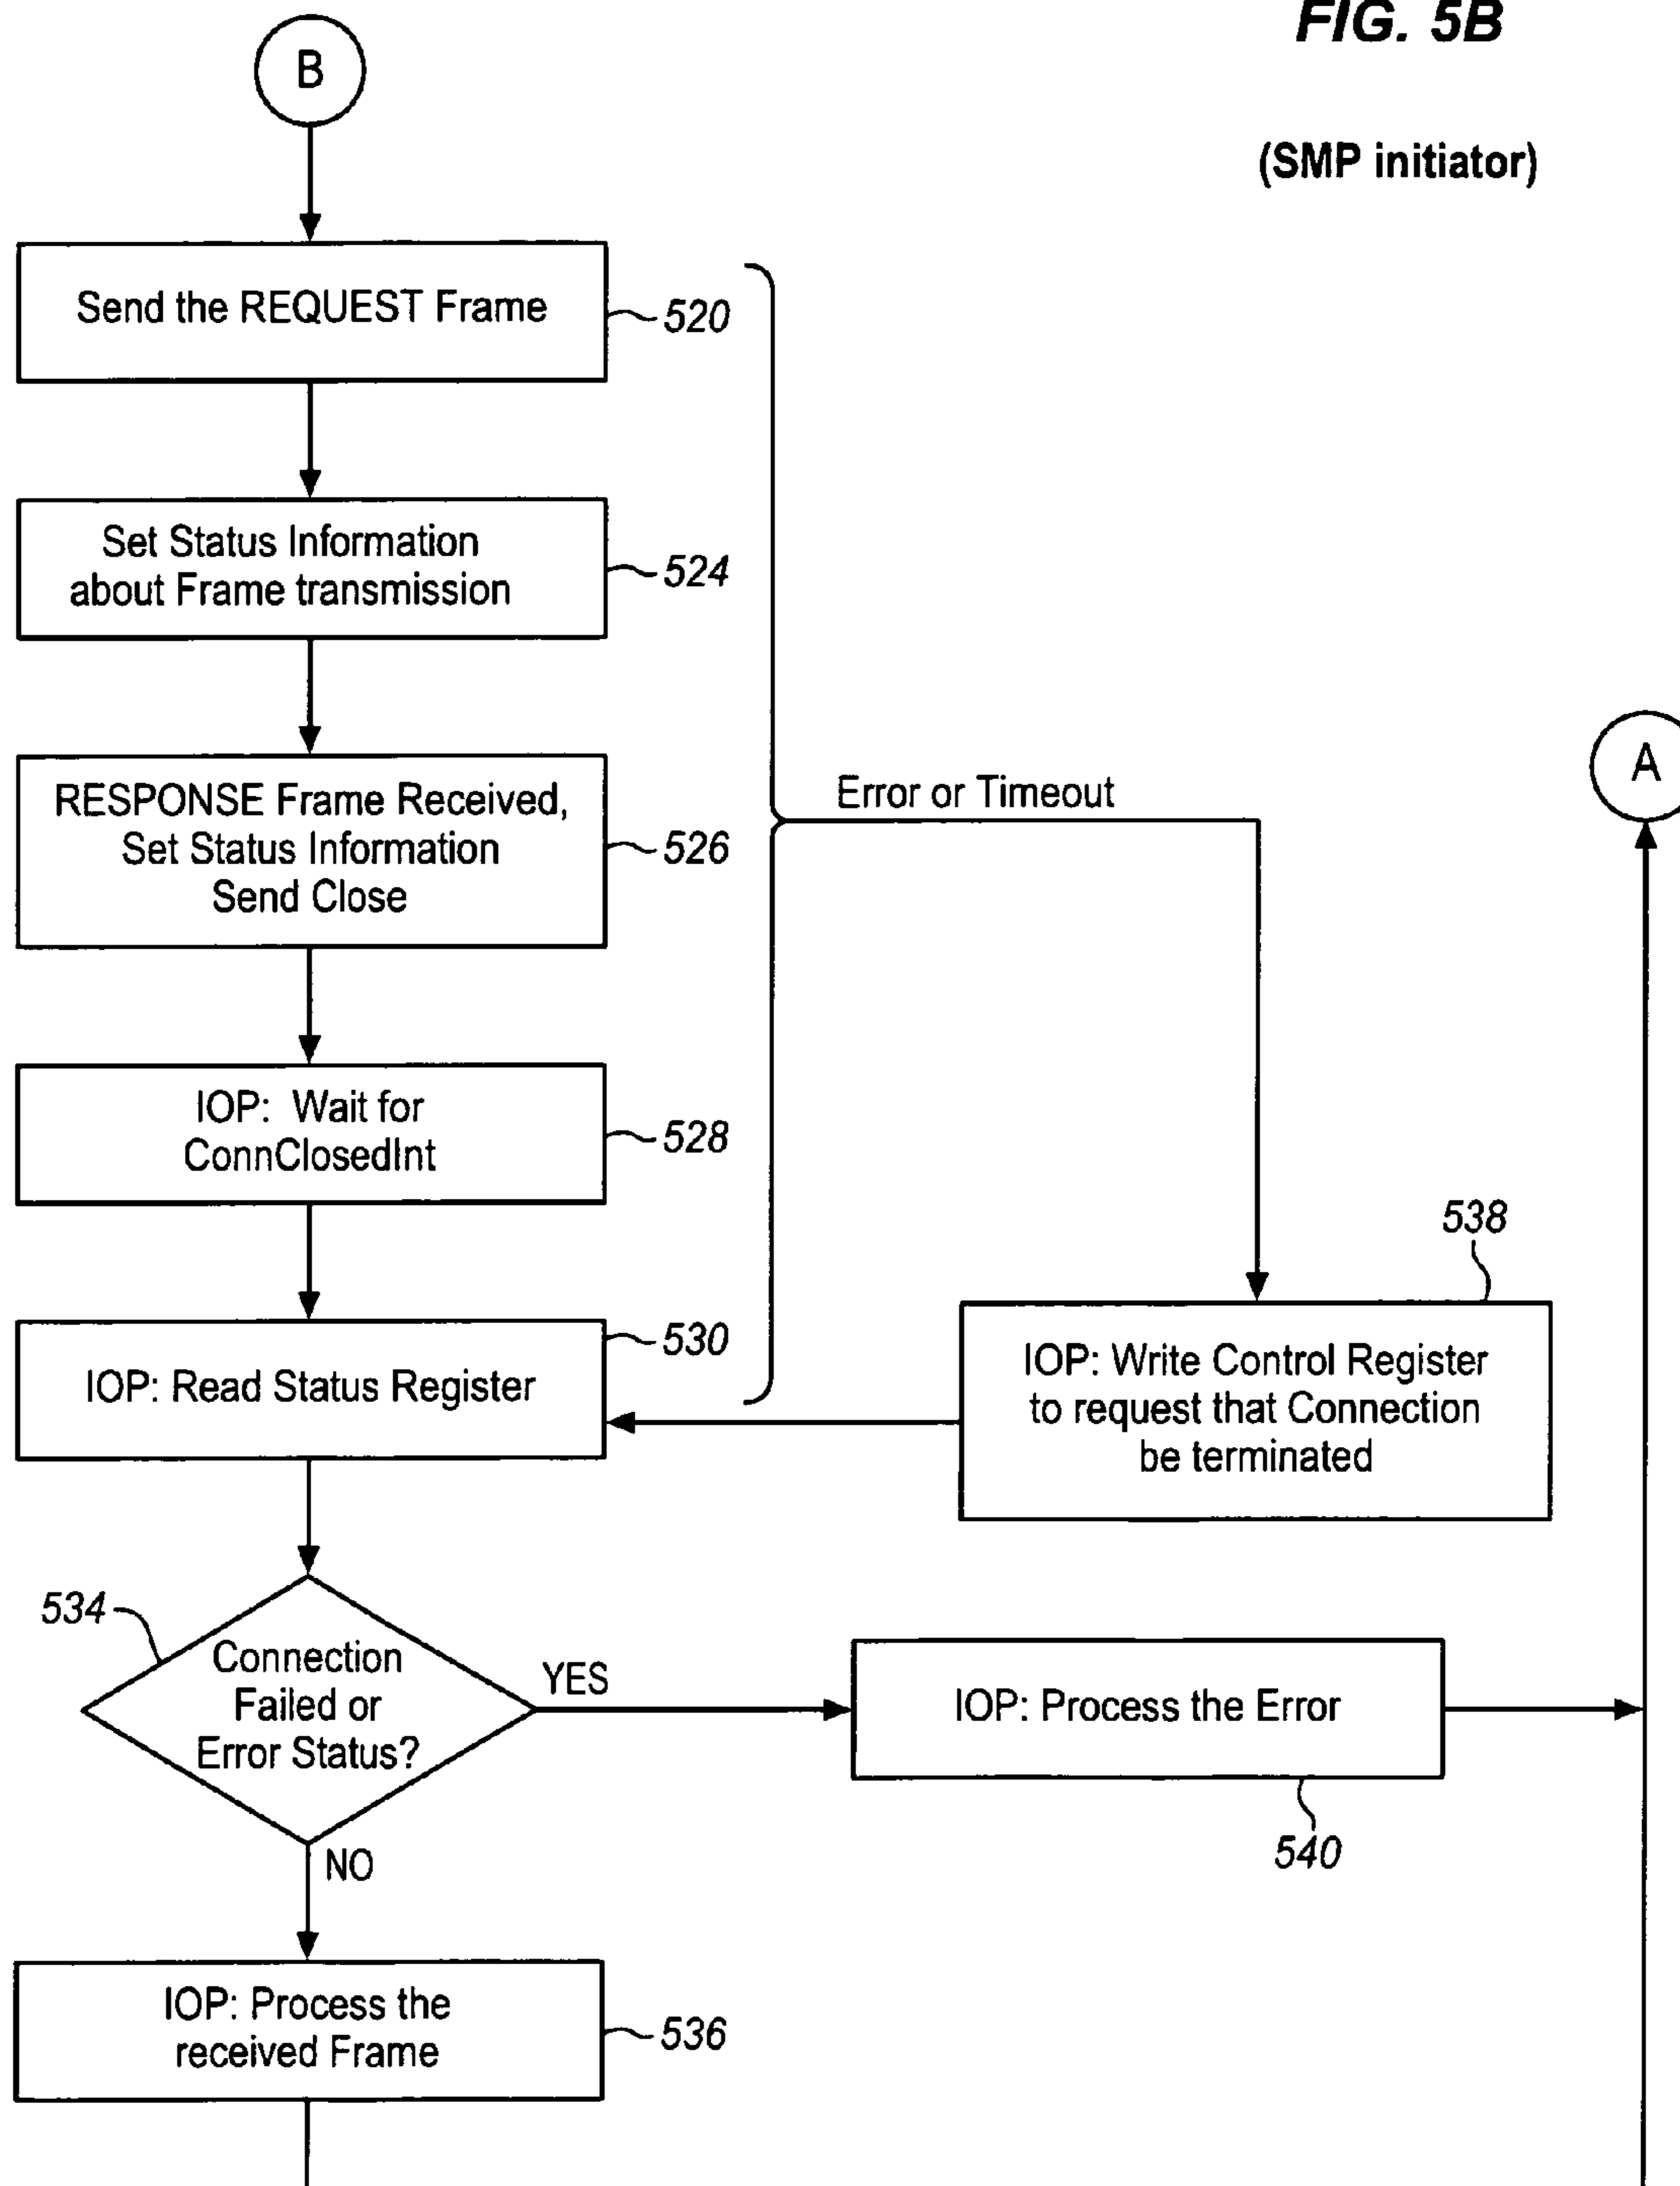 FIG. 5B
(SMP initiator)
B
Send the REQUEST Frame
520
Set Status Information
about Frame transmission
524
RESPONSE Frame Received,
Set Status Information
Send Close
526
Error or Timeout
A
IOP: Wait for
ConnClosedInt
528
IOP: Read Status Register
530
538
IOP: Write Control Register
to request that Connection
be terminated
534
Connection
Failed or
Error Status?
YES
NO
IOP: Process the Error
540
IOP: Process the
received Frame
536